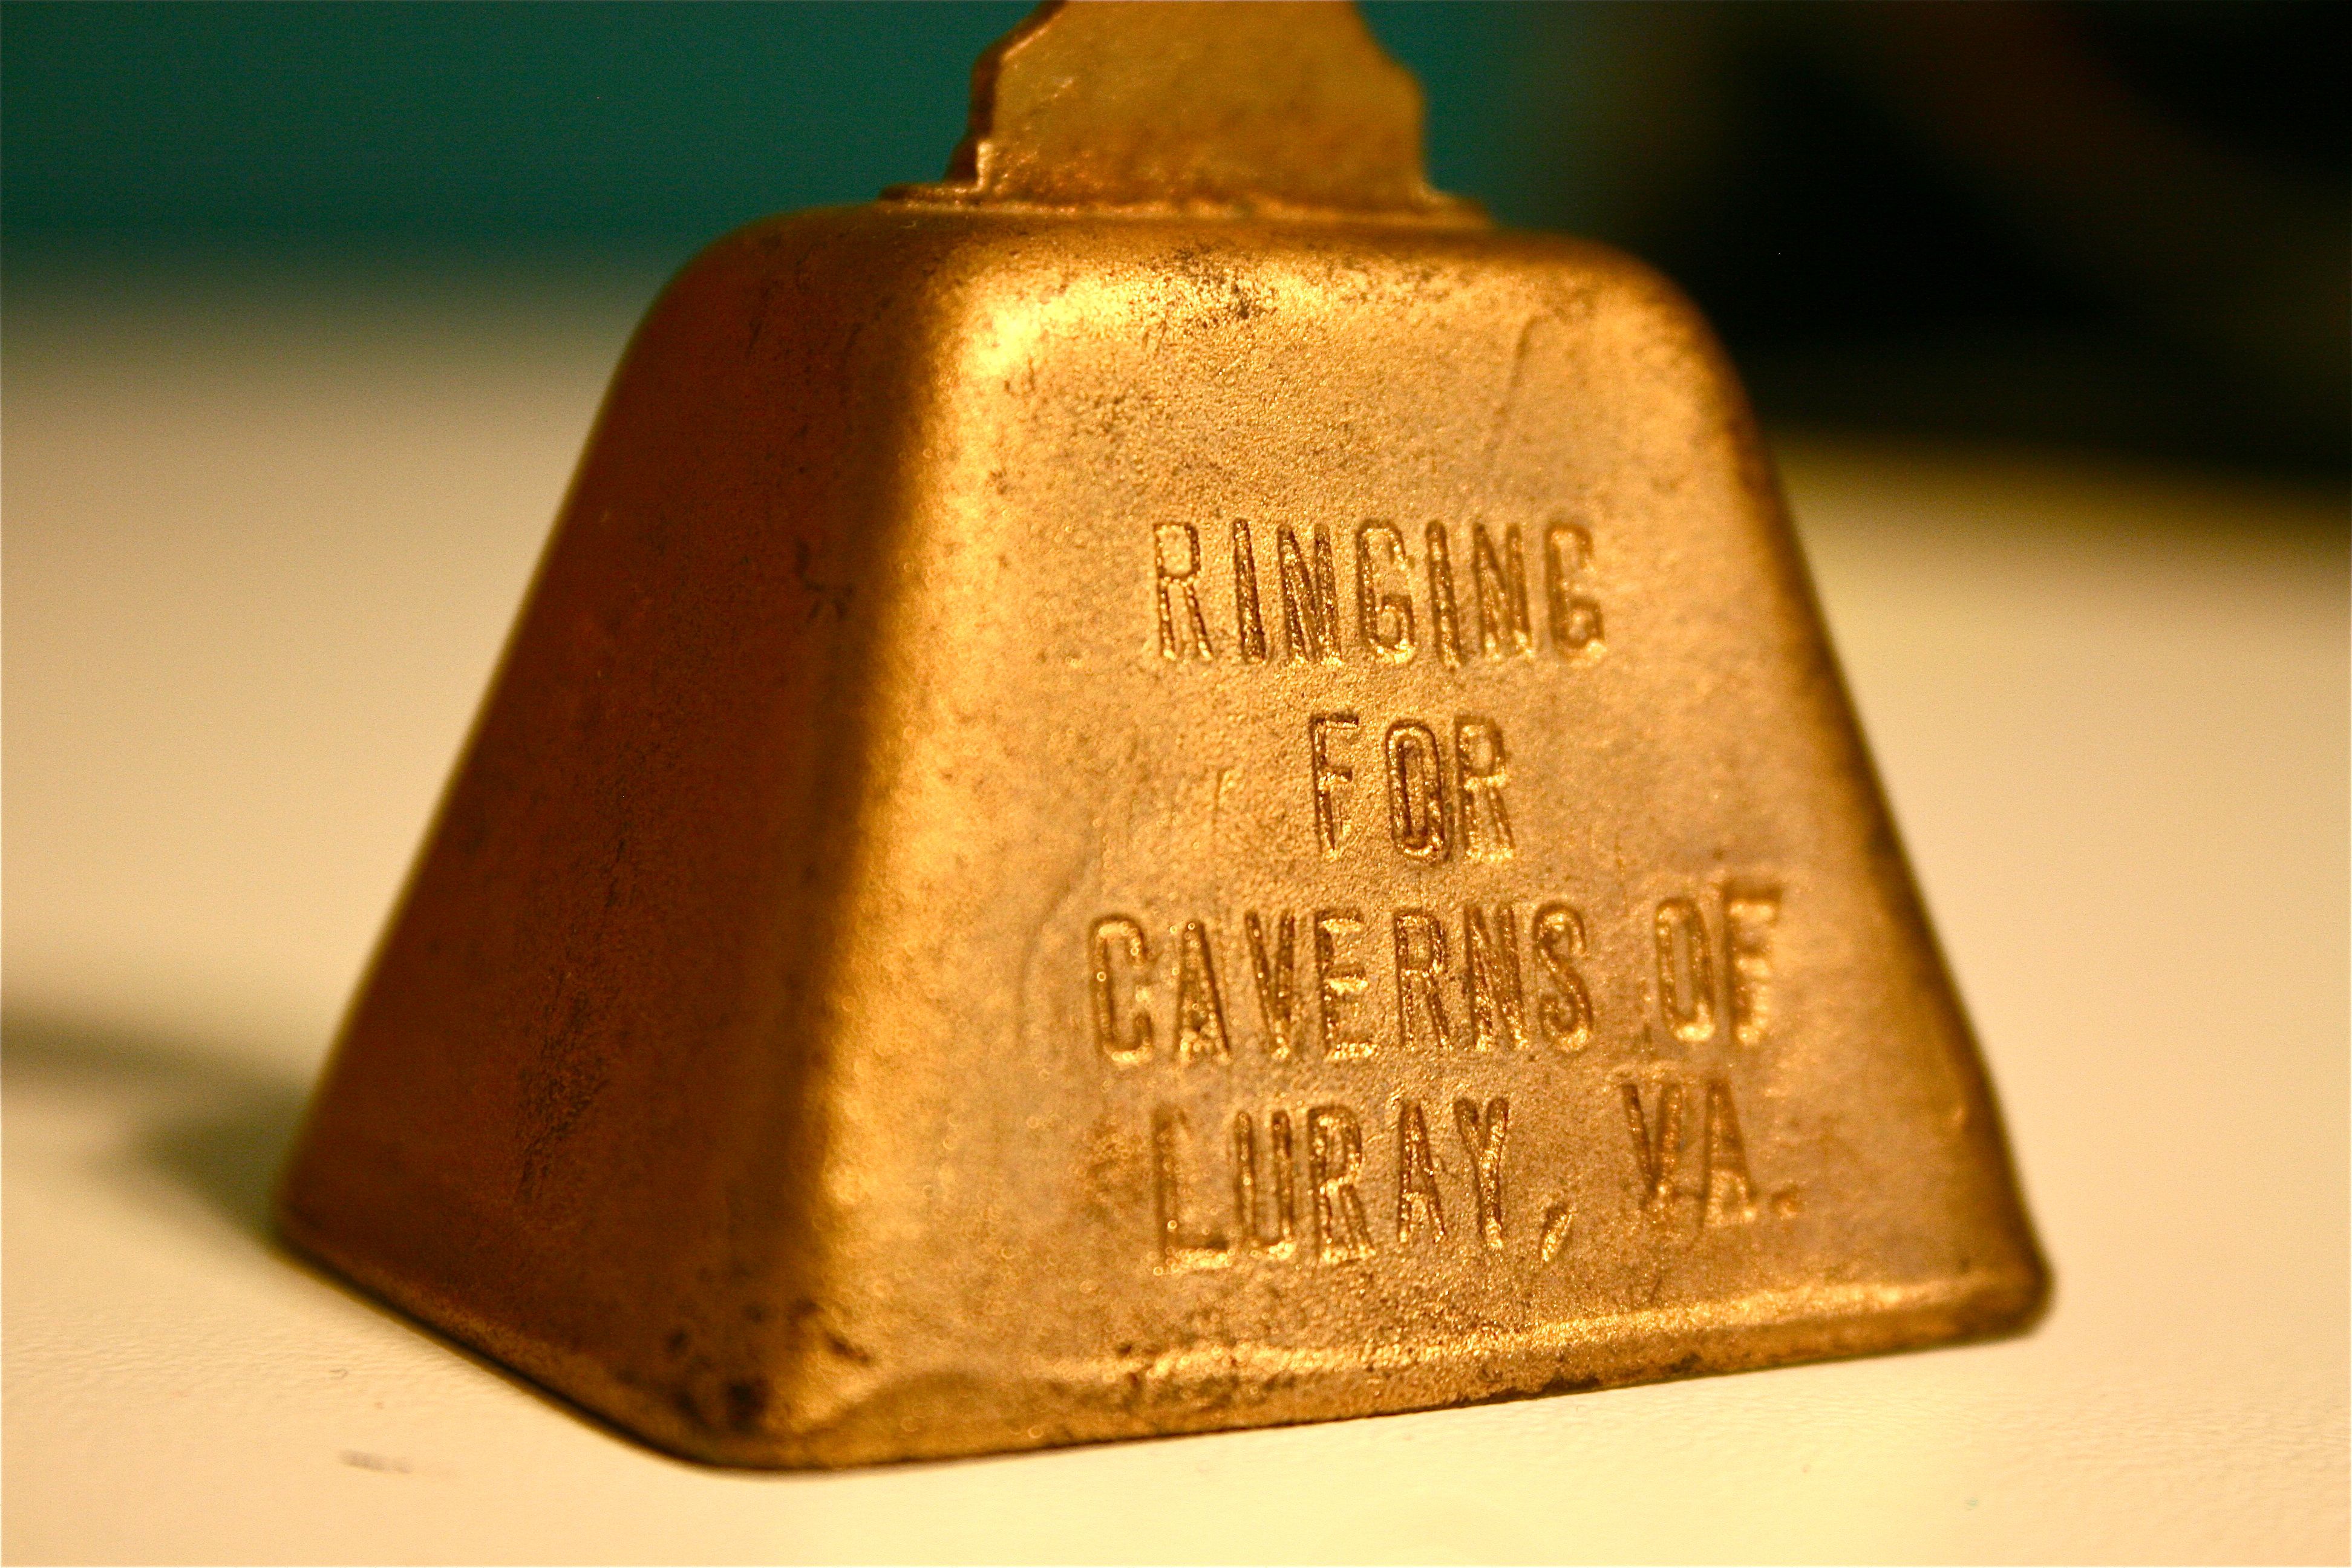 RINGING
FOR
CAVERNS OF
LURAY, VA.